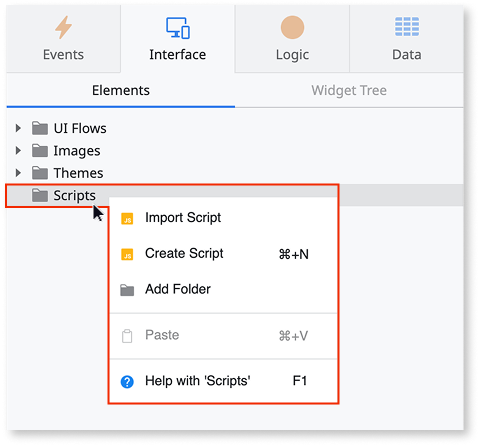 Events Interface Logic Data
Elements Widget Tree
UI Flows
Images
Themes
Scripts
JS Import Script
JS Create Script ⌘+N
Add Folder
Paste ⌘+V
? Help with 'Scripts' F1